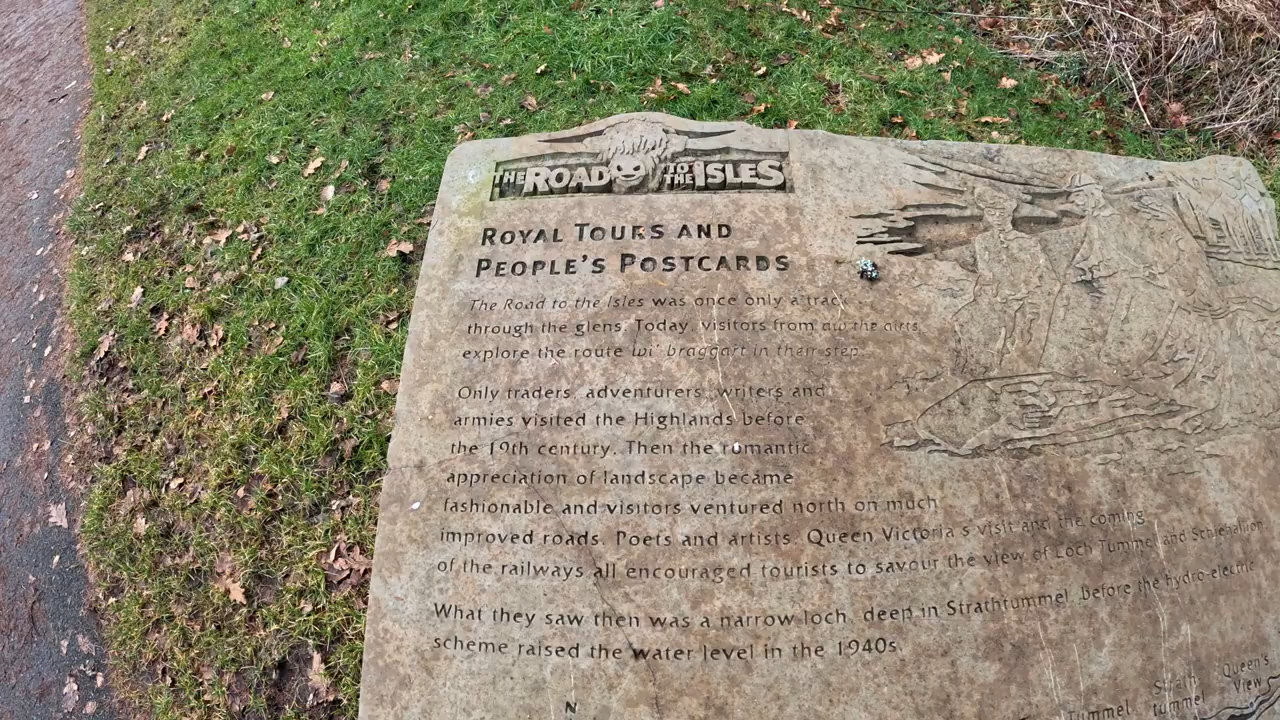 THE ROAD TO THE ISLES
ROYAL TOURS AND
PEOPLE'S POSTCARDS
The Road to the Isles was once only a track
through the glens. Today, visitors from aw the airts
explore the route wi' braggart in their step.
Only traders, adventurers, writers and
armies visited the Highlands before
the 19th century. Then the romantic
appreciation of landscape became
fashionable and visitors ventured north on much
improved roads. Poets and artists, Queen Victoria's visit and the coming
of the railways all encouraged tourists to savour the view of Loch Tummel and Schiehallion.
What they saw then was a narrow loch, deep in Strathtummel, before the hydro-electric
scheme raised the water level in the 1940s.
N
Queen's
View
Strath
tummel
Tummel